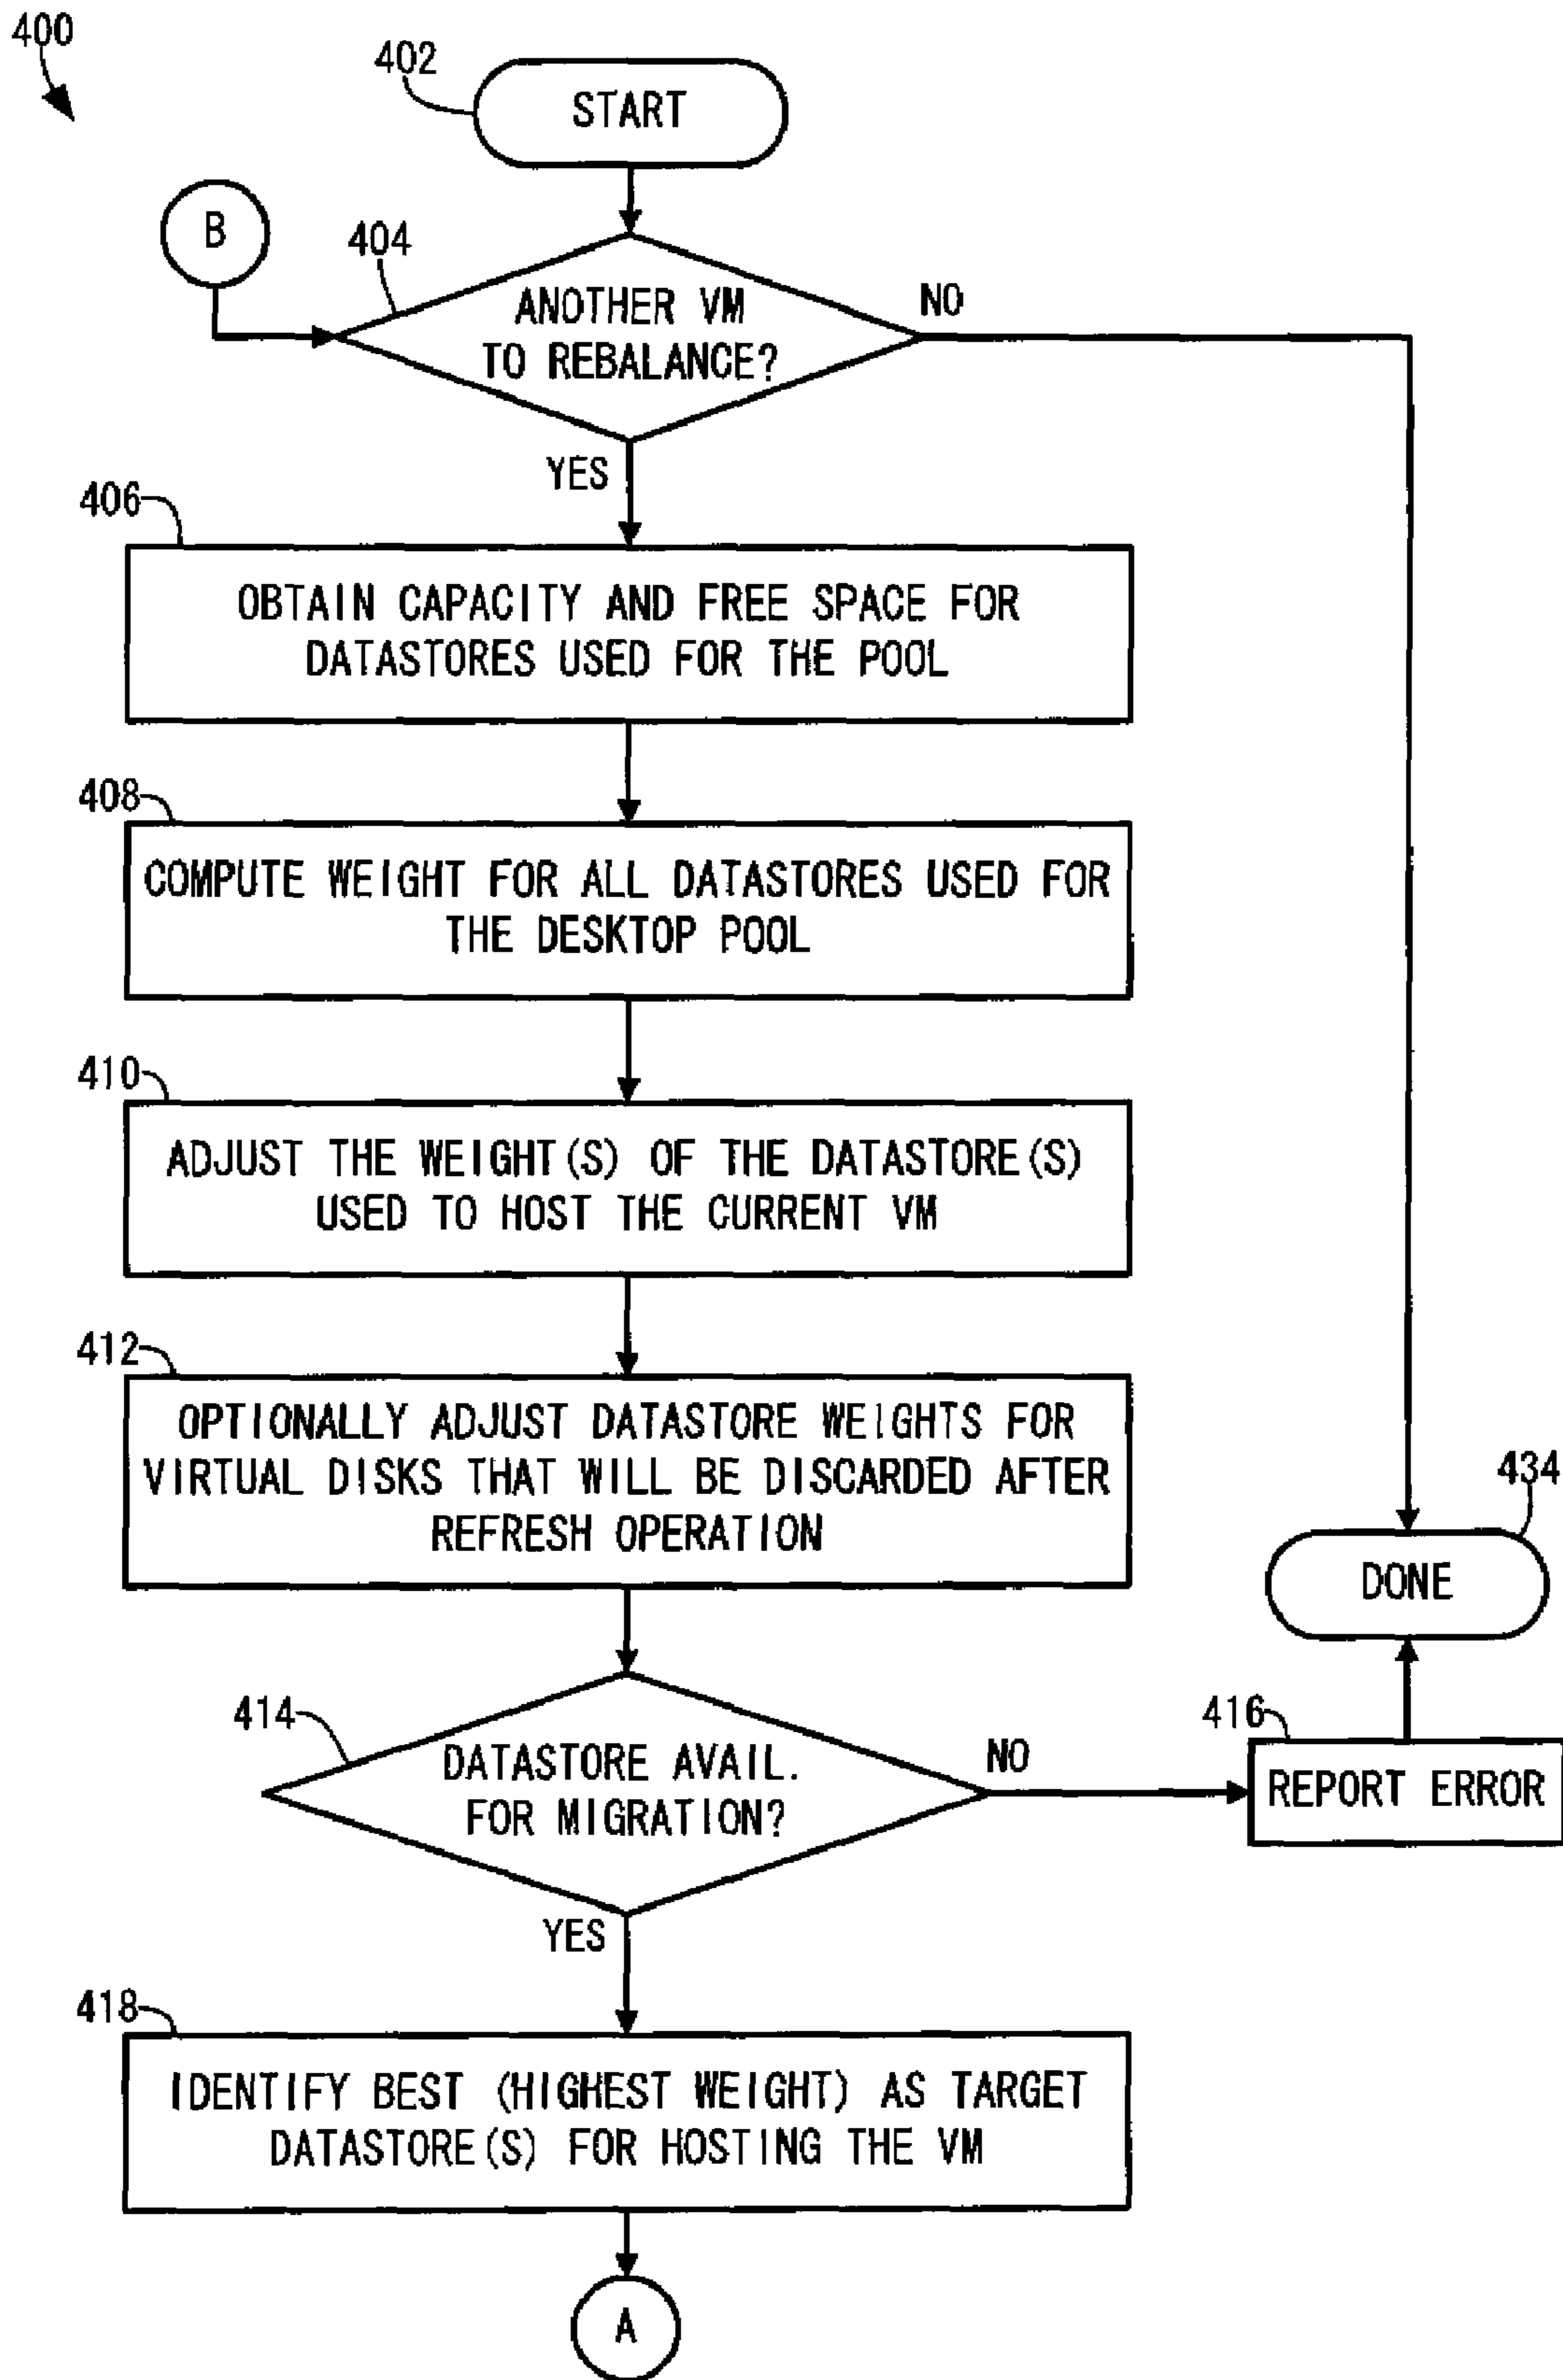 400
402
START
B
404
ANOTHER VM
TO REBALANCE?
NO
YES
406
OBTAIN CAPACITY AND FREE SPACE FOR
DATASTORES USED FOR THE POOL
408
COMPUTE WEIGHT FOR ALL DATASTORES USED FOR
THE DESKTOP POOL
410
ADJUST THE WEIGHT(S) OF THE DATASTORE(S)
USED TO HOST THE CURRENT VM
412
OPTIONALLY ADJUST DATASTORE WEIGHTS FOR
VIRTUAL DISKS THAT WILL BE DISCARDED AFTER
REFRESH OPERATION
434
DONE
414
DATASTORE AVAIL.
FOR MIGRATION?
NO
416
REPORT ERROR
YES
418
IDENTIFY BEST (HIGHEST WEIGHT) AS TARGET
DATASTORE(S) FOR HOSTING THE VM
A